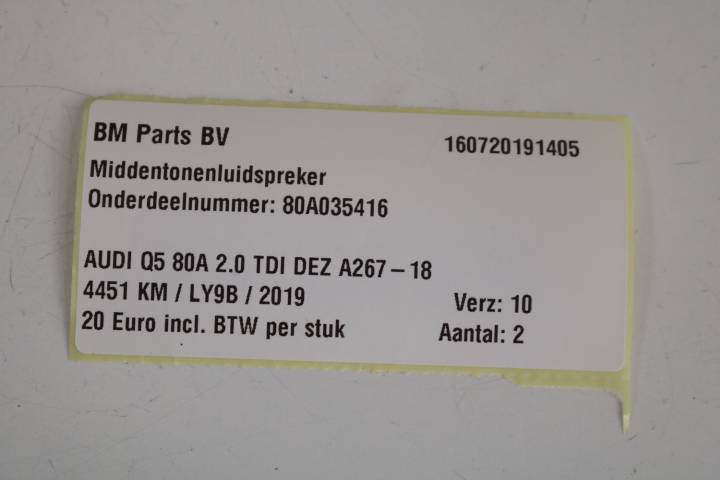 BM Parts BV 160720191405
Middentonenluidspreker
Onderdeelnummer: 80A035416
AUDI Q5 80A 2.0 TDI DEZ A267-18
4451 KM / LY9B / 2019 Verz: 10
20 Euro incl. BTW per stuk Aantal: 2